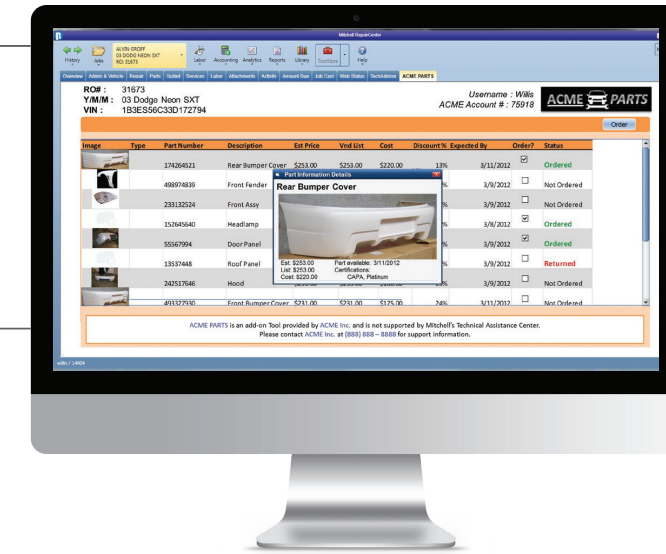 Mitchell RepairCenter
History Jobs
ALVIN GROFF
03 DODGE NEON SXT
RO: 31673
Labor Accounting Analytics Reports Library ToolStore Help
Overview Admin & Vehicle Repair Parts Sublet Services Labor Attachments Activity Amount Due Job Cost Web Status TechAdvisor ACME PARTS
RO# : 31673
Y/M/M : 03 Dodge Neon SXT
VIN : 1B3ES56C33D172794
Username : Willis
ACME Account # : 75918
ACME PARTS
Order
Image Type Part Number Description Est Price Vnd List Cost Discount % Expected By Order? Status
174264521 Rear Bumper Cover $253.00 $253.00 $220.00 13% 3/11/2012 Ordered
498974839 Front Fender % 3/9/2012 Not Ordered
233132524 Front Assy % 3/9/2012 Not Ordered
152645640 Headlamp % 3/8/2012 Ordered
55567994 Door Panel % 3/9/2012 Ordered
13537448 Roof Panel % 3/9/2012 Returned
242517646 Hood % 3/9/2012 Not Ordered
493327930 Front Bumper Cover $231.00 $231.00 $175.00 24% 3/11/2012 Not Ordered
Part Information Details
Rear Bumper Cover
Est: $253.00 Part available: 3/11/2012
List: $253.00 Certifications:
Cost: $220.00 CAPA, Platinum
ACME PARTS is an add-on Tool provided by ACME Inc. and is not supported by Mitchell's Technical Assistance Center.
Please contact ACME Inc. at (888) 888 – 8888 for support information.
willis / 14604